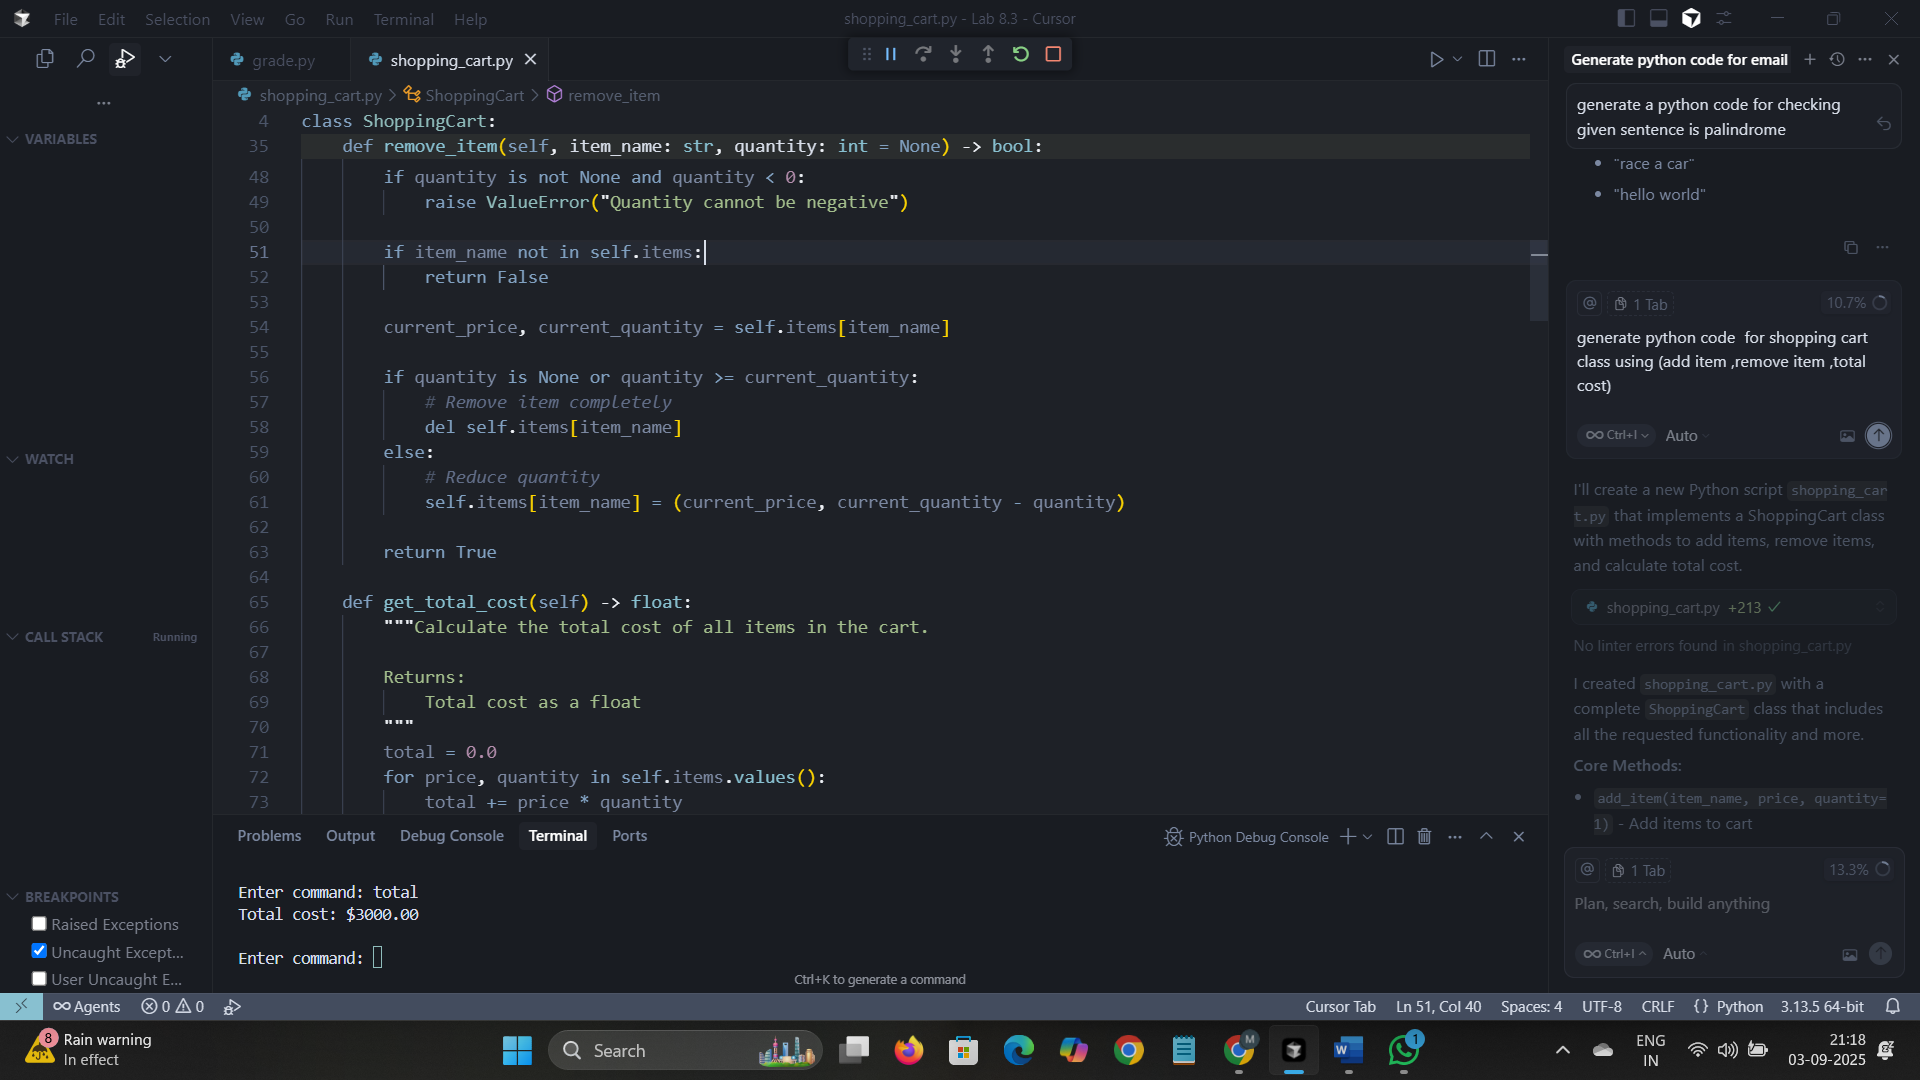 File Edit Selection View Go Run Terminal Help
shopping_cart.py - Lab 8.3 - Cursor
grade.py
shopping_cart.py
shopping_cart.py > ShoppingCart > remove_item
VARIABLES
WATCH
CALL STACK Running
BREAKPOINTS
Raised Exceptions
Uncaught Except...
User Uncaught E...
4 class ShoppingCart:
35 def remove_item(self, item_name: str, quantity: int = None) -> bool:
48 if quantity is not None and quantity < 0:
49 raise ValueError("Quantity cannot be negative")
50
51 if item_name not in self.items:
52 return False
53
54 current_price, current_quantity = self.items[item_name]
55
56 if quantity is None or quantity >= current_quantity:
57 # Remove item completely
58 del self.items[item_name]
59 else:
60 # Reduce quantity
61 self.items[item_name] = (current_price, current_quantity - quantity)
62
63 return True
64
65 def get_total_cost(self) -> float:
66 """Calculate the total cost of all items in the cart.
67
68 Returns:
69 Total cost as a float
70 """
71 total = 0.0
72 for price, quantity in self.items.values():
73 total += price * quantity
Problems Output Debug Console Terminal Ports
Python Debug Console
Enter command: total
Total cost: $3000.00
Enter command:
Ctrl+K to generate a command
Generate python code for email
generate a python code for checking
given sentence is palindrome
• "race a car"
• "hello world"
@ 1 Tab 10.7%
generate python code for shopping cart
class using (add item ,remove item ,total
cost)
Ctrl+I Auto
I'll create a new Python script shopping_car
t.py that implements a ShoppingCart class
with methods to add items, remove items,
and calculate total cost.
shopping_cart.py +213
No linter errors found in shopping_cart.py
I created shopping_cart.py with a
complete ShoppingCart class that includes
all the requested functionality and more.
Core Methods:
• add_item(item_name, price, quantity=
1) - Add items to cart
@ 1 Tab 13.3%
Plan, search, build anything
Ctrl+I Auto
Agents 0 0
Cursor Tab Ln 51, Col 40 Spaces: 4 UTF-8 CRLF {} Python 3.13.5 64-bit
8
Rain warning
In effect
Search
M
1
ENG
IN
21:18
03-09-2025